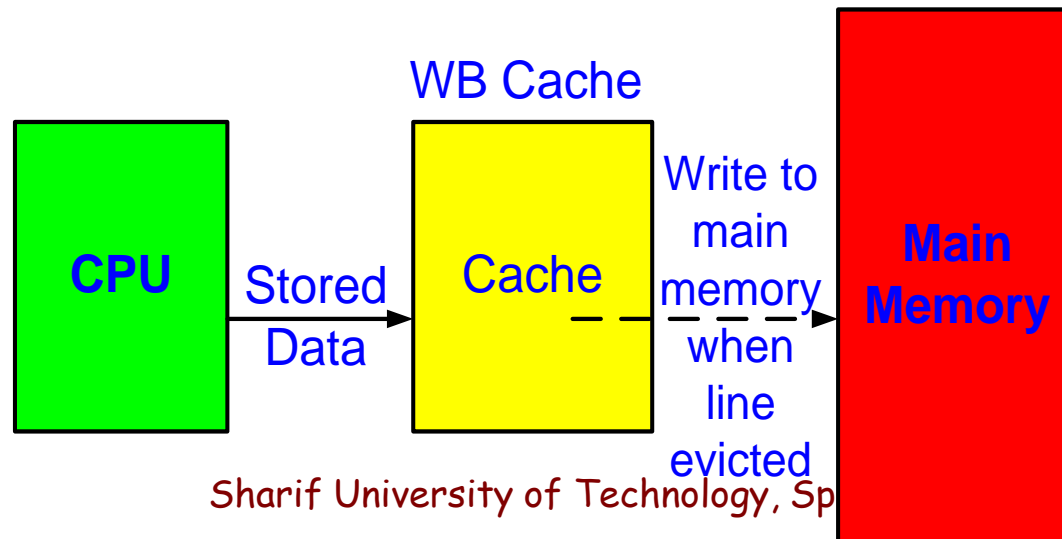 WB Cache
CPU
Stored
Data
Cache
Write to
main
memory
when
line
evicted
Main
Memory
Sharif University of Technology, Sp